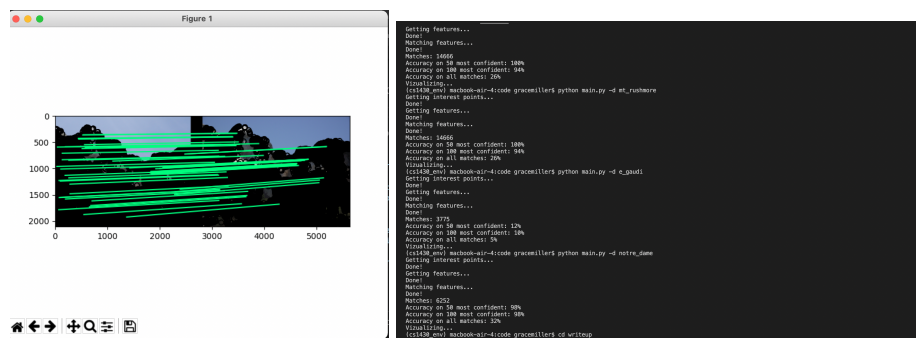 Figure 1
0
500
1000
1500
2000
0 1000 2000 3000 4000 5000
Getting features...
Done!
Matching features...
Done!
Matches: 14666
Accuracy on 50 most confident: 100%
Accuracy on 100 most confident: 94%
Accuracy on all matches: 26%
Vizualizing...
(cs1430_env) macbook-air-4:code gracemiller$ python main.py -d mt_rushmore
Getting interest points...
Done!
Getting features...
Done!
Matching features...
Done!
Matches: 14666
Accuracy on 50 most confident: 100%
Accuracy on 100 most confident: 94%
Accuracy on all matches: 26%
Vizualizing...
(cs1430_env) macbook-air-4:code gracemiller$ python main.py -d e_gaudi
Getting interest points...
Done!
Getting features...
Done!
Matching features...
Done!
Matches: 3775
Accuracy on 50 most confident: 12%
Accuracy on 100 most confident: 10%
Accuracy on all matches: 5%
Vizualizing...
(cs1430_env) macbook-air-4:code gracemiller$ python main.py -d notre_dame
Getting interest points...
Done!
Getting features...
Done!
Matching features...
Done!
Matches: 6252
Accuracy on 50 most confident: 98%
Accuracy on 100 most confident: 98%
Accuracy on all matches: 32%
Vizualizing...
(cs1430_env) macbook-air-4:code gracemiller$ cd writeup